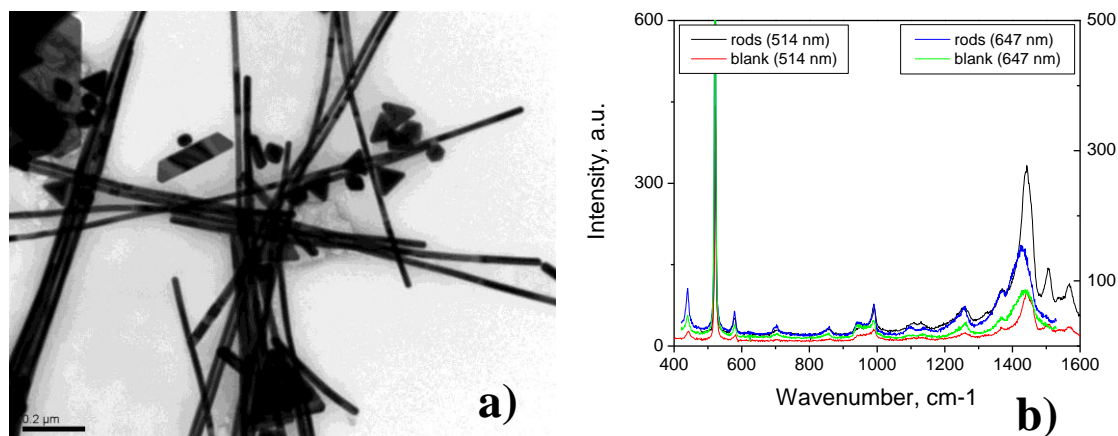 0.2 µm
a)
600
300
0
Intensity, a.u.
rods (514 nm)
blank (514 nm)
rods (647 nm)
blank (647 nm)
500
300
100
400 600 800 1000 1200 1400 1600
Wavenumber, cm-1
b)